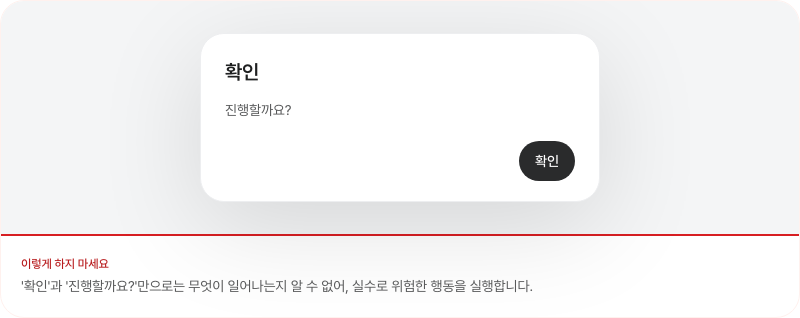 확인
진행할까요?
확인
이렇게 하지 마세요
'확인'과 '진행할까요?'만으로는 무엇이 일어나는지 알 수 없어, 실수로 위험한 행동을 실행합니다.